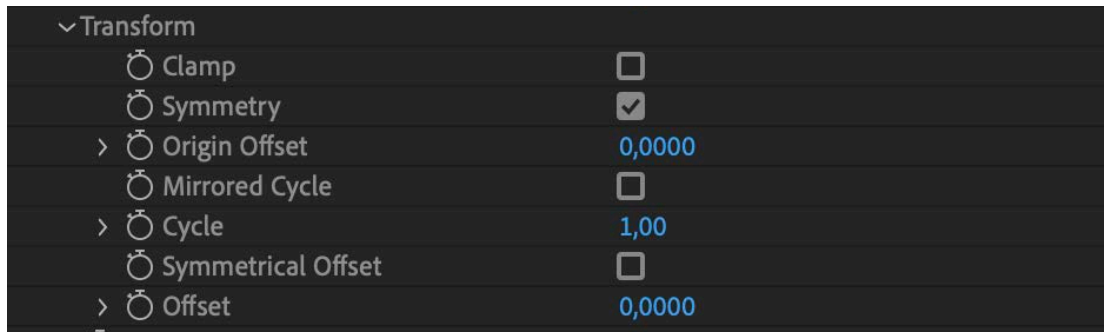 Transform
Clamp
Symmetry
Origin Offset 0,0000
Mirrored Cycle
Cycle 1,00
Symmetrical Offset
Offset 0,0000